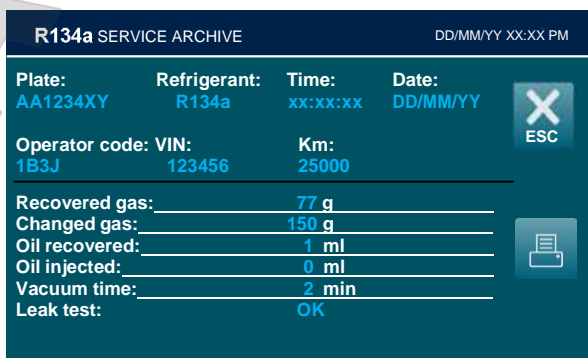 R134a SERVICE ARCHIVE DD/MM/YY XX:XX PM
Plate: Refrigerant: Time: Date:
AA1234XY R134a xx:xx:xx DD/MM/YY
ESC
Operator code: VIN: Km:
1B3J 123456 25000
Recovered gas: 77 g
Changed gas: 150 g
Oil recovered: 1 ml
Oil injected: 0 ml
Vacuum time: 2 min
Leak test: OK